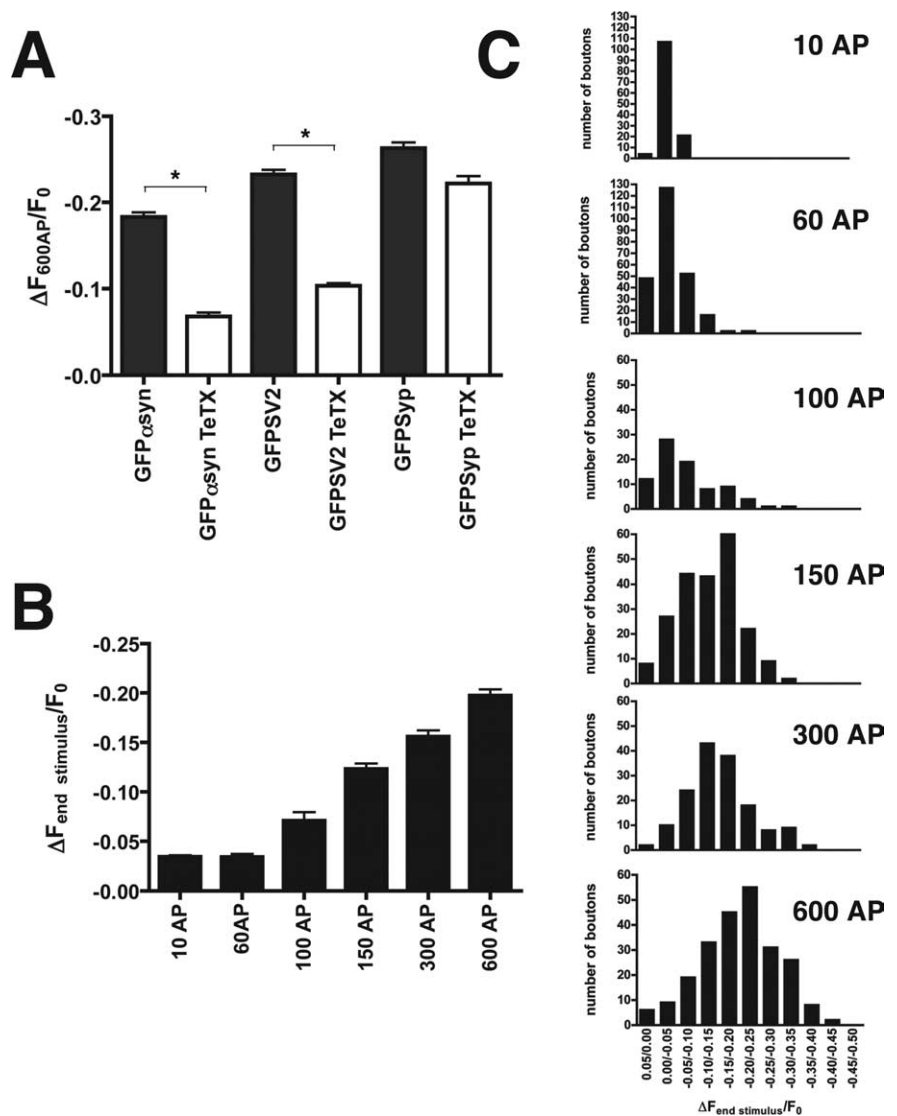 A
ΔF600AP/F0
-0.3
-0.2
-0.1
-0.0
*
*
GFPαsyn
GFPαsyn TeTX
GFPSV2
GFPSV2 TeTX
GFPSyp
GFPSyp TeTX
B
ΔFend stimulus/F0
-0.25
-0.20
-0.15
-0.10
-0.05
-0.00
10 AP
60AP
100 AP
150 AP
300 AP
600 AP
C
10 AP
number of boutons
130
120
110
100
90
80
70
60
50
40
30
20
10
0
60 AP
number of boutons
130
120
110
100
90
80
70
60
50
40
30
20
10
0
100 AP
number of boutons
60
50
40
30
20
10
0
150 AP
number of boutons
60
50
40
30
20
10
0
300 AP
number of boutons
60
50
40
30
20
10
0
600 AP
number of boutons
60
50
40
30
20
10
0
0.05/0.00
0.00/-0.05
-0.05/-0.10
-0.10/-0.15
-0.15/-0.20
-0.20/-0.25
-0.25/-0.30
-0.30/-0.35
-0.35/-0.40
-0.40/-0.45
-0.45/-0.50
ΔFend stimulus/F0